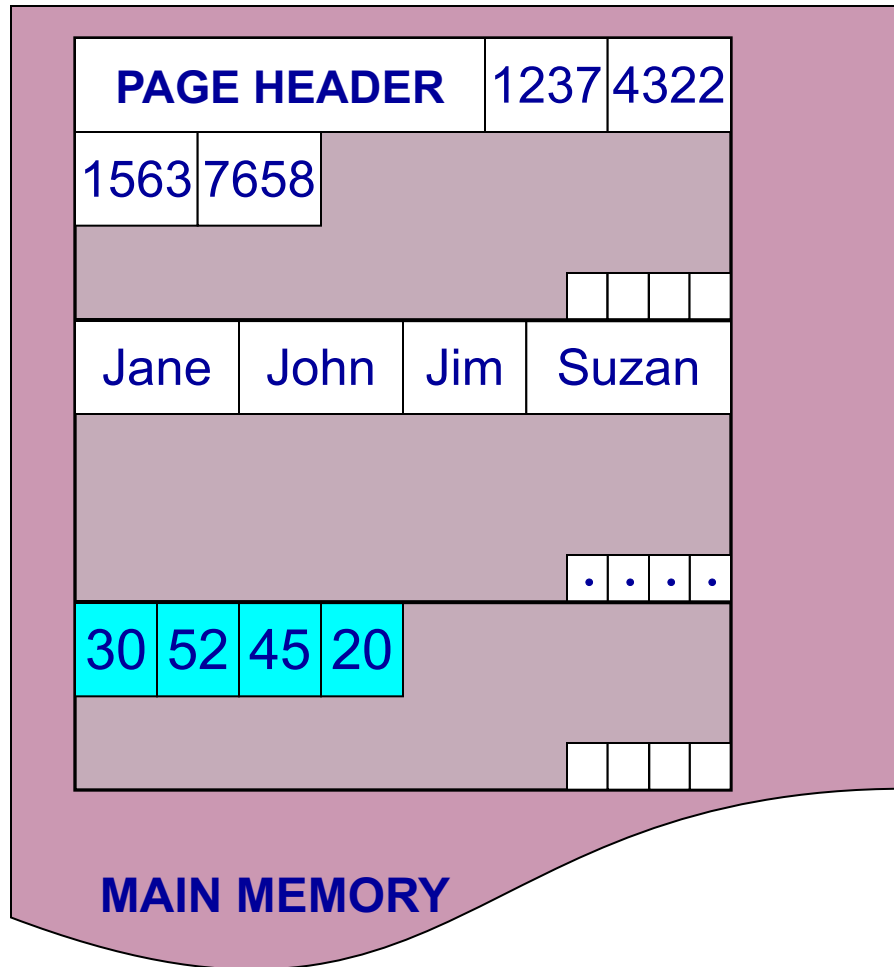 PAGE HEADER 1237 4322
1563 7658
Jane John Jim Suzan
30 52 45 20
MAIN MEMORY